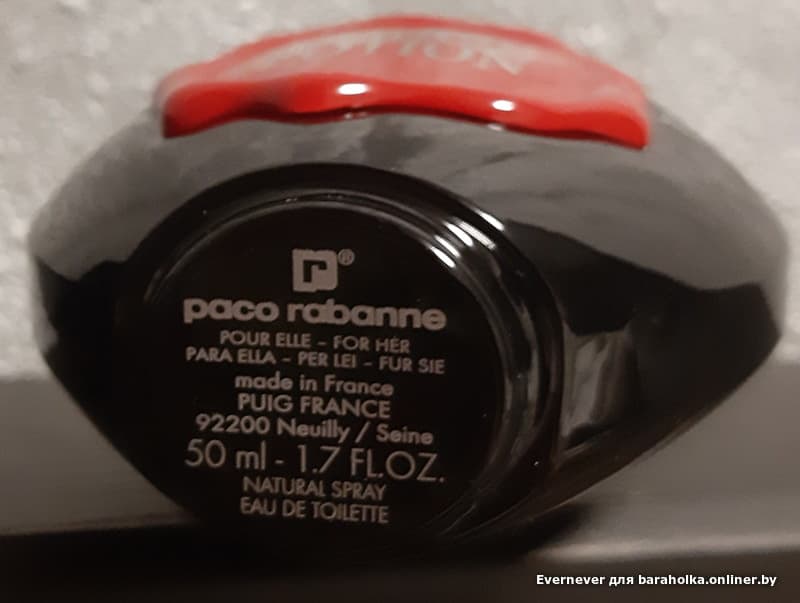 POTION
®
paco rabanne
POUR ELLE - FOR HER
PARA ELLA - PER LEI - FUR SIE
made in France
PUIG FRANCE
92200 Neuilly / Seine
50 ml - 1.7 FL.OZ.
NATURAL SPRAY
EAU DE TOILETTE
Evernever для baraholka.onliner.by